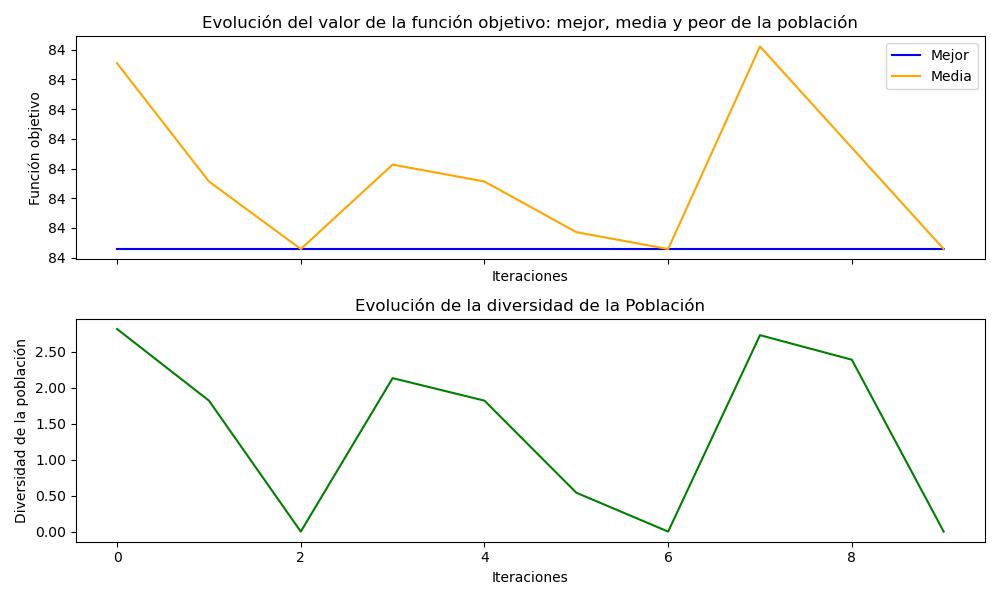 Evolución del valor de la función objetivo: mejor, media y peor de la población
84
84
84
84
84
84
84
84
Función objetivo
Mejor
Media
Iteraciones
Evolución de la diversidad de la Población
2.50
2.00
1.50
1.00
0.50
0.00
Diversidad de la población
0 2 4 6 8
Iteraciones